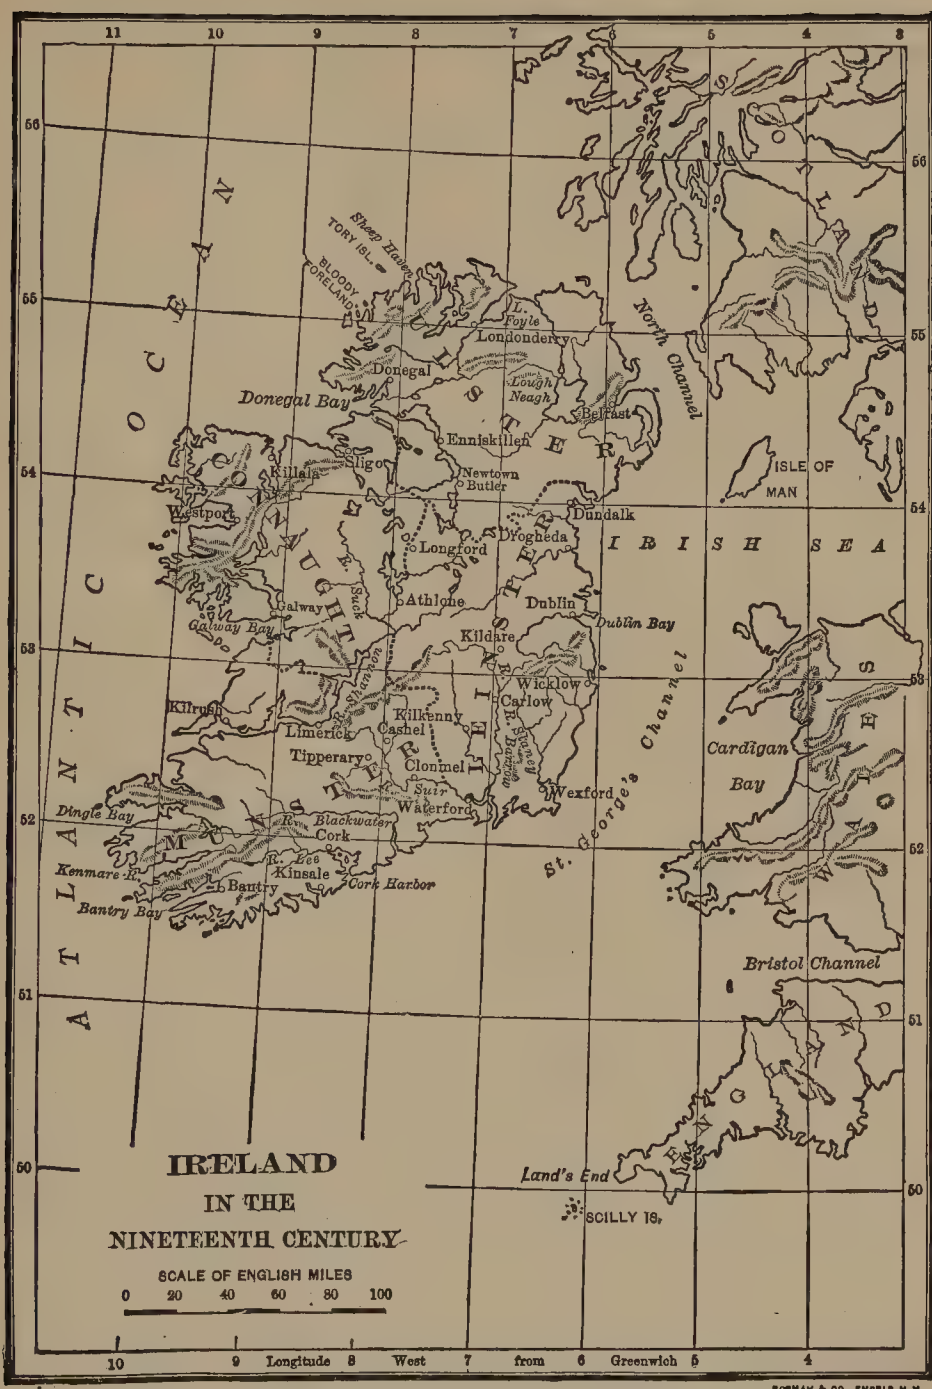 11 10 9 8 7 6 5 4 3
56
56
55
55
54
54
53
53
52
52
51
51
50
50
ATLANTIC OCEAN
SCOTLAND
Sheep Haven
TORY ISL.
BLOODY
FORELAND
North Channel
ULSTER
L.
Foyle
Londonderry
Donegal
Lough
Neagh
Donegal Bay
Belfast
Enniskillen
ISLE OF
MAN
Sligo
Killala
Newtown
Butler
CONNAUGHT
Westport
Dundalk
Drogheda
Longford
IRISH SEA
R. Suck
Athlone
Dublin
Dublin Bay
Galway
Galway Bay
Kildare
LEINSTER
R. Shannon
Wicklow
Carlow
Kilrush
Kilkenny
Limerick
Cashel
R. Barrow
Slaney
Tipperary
Clonmel
Suir
Waterford
Wexford
St. George's Channel
Cardigan
Bay
WALES
Dingle Bay
MUNSTER
R. Blackwater
Cork
R. Lee
Kinsale
Kenmare R.
Bantry
Cork Harbor
Bantry Bay
Bristol Channel
ENGLAND
Land's End
SCILLY IS.
IRELAND
IN THE
NINETEENTH CENTURY
SCALE OF ENGLISH MILES
0 20 40 60 80 100
10 9 Longitude 8 West 7 from 6 Greenwich 5 4